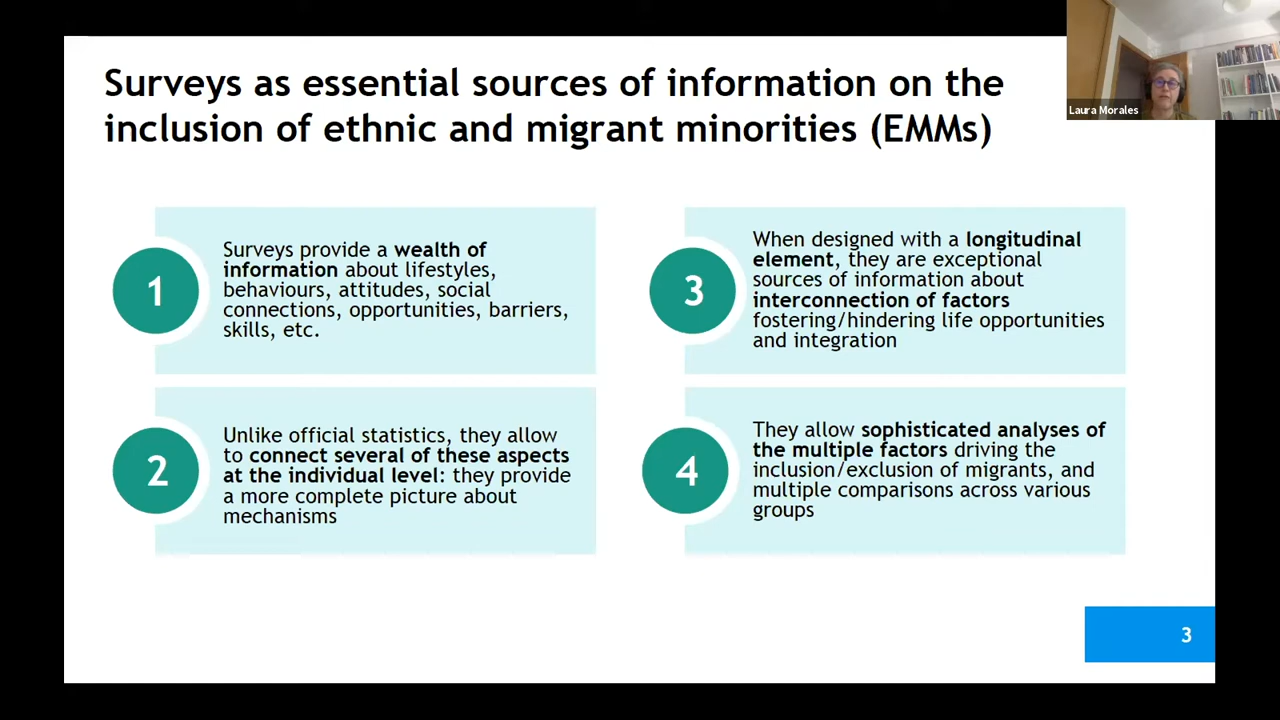 Surveys as essential sources of information on the
inclusion of ethnic and migrant minorities (EMMs)
Laura Morales
1
Surveys provide a wealth of
information about lifestyles,
behaviours, attitudes, social
connections, opportunities, barriers,
skills, etc.
2
Unlike official statistics, they allow
to connect several of these aspects
at the individual level: they provide
a more complete picture about
mechanisms
3
When designed with a longitudinal
element, they are exceptional
sources of information about
interconnection of factors
fostering/hindering life opportunities
and integration
4
They allow sophisticated analyses of
the multiple factors driving the
inclusion/exclusion of migrants, and
multiple comparisons across various
groups
3